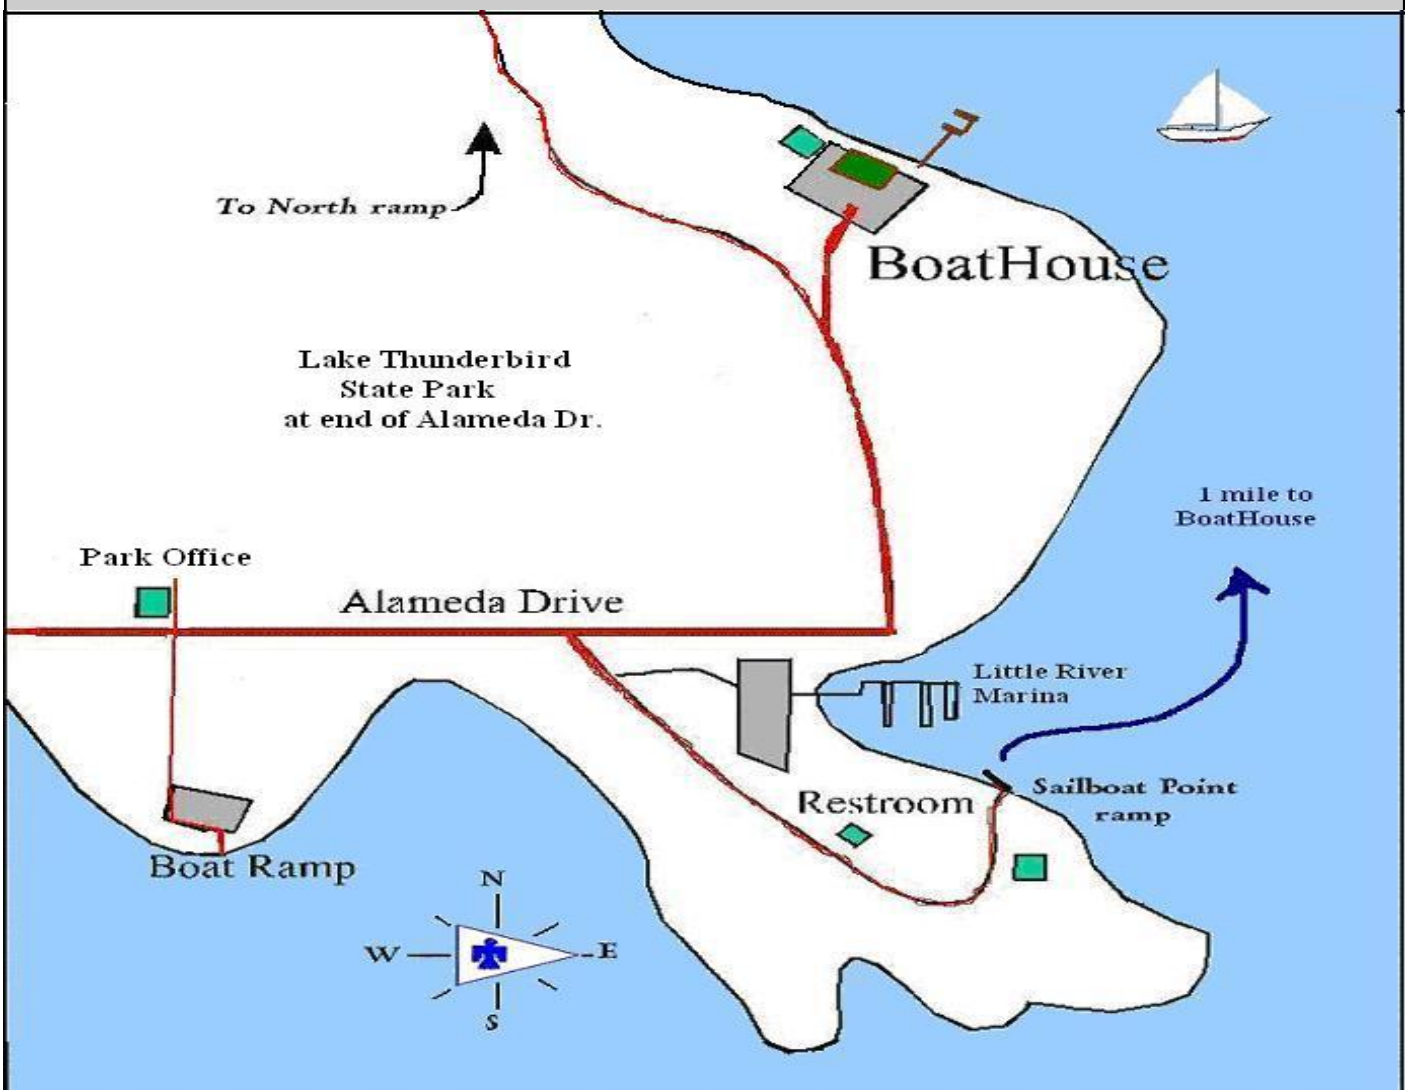 To North ramp
BoatHouse
Lake Thunderbird
State Park
at end of Alameda Dr.
1 mile to
BoatHouse
Park Office
Alameda Drive
Little River
Marina
Sailboat Point
ramp
Restroom
Boat Ramp
N
W
E
S